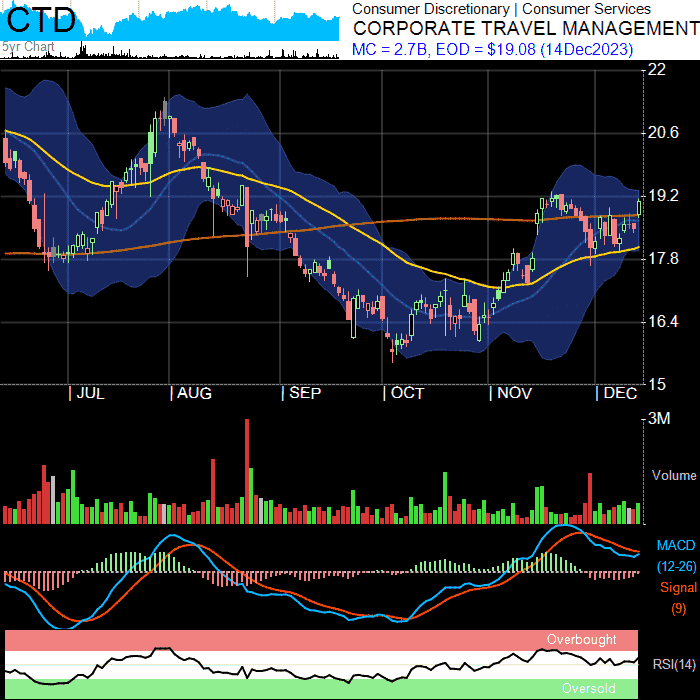 CTD
5yr Chart
Consumer Discretionary | Consumer Services
CORPORATE TRAVEL MANAGEMENT
MC = 2.7B, EOD = $19.08 (14Dec2023)
22
20.6
19.2
17.8
16.4
15
| JUL
| AUG
| SEP
| OCT
| NOV
| DEC
3M
Volume
MACD
(12-26)
Signal
(9)
Overbought
RSI(14)
Oversold